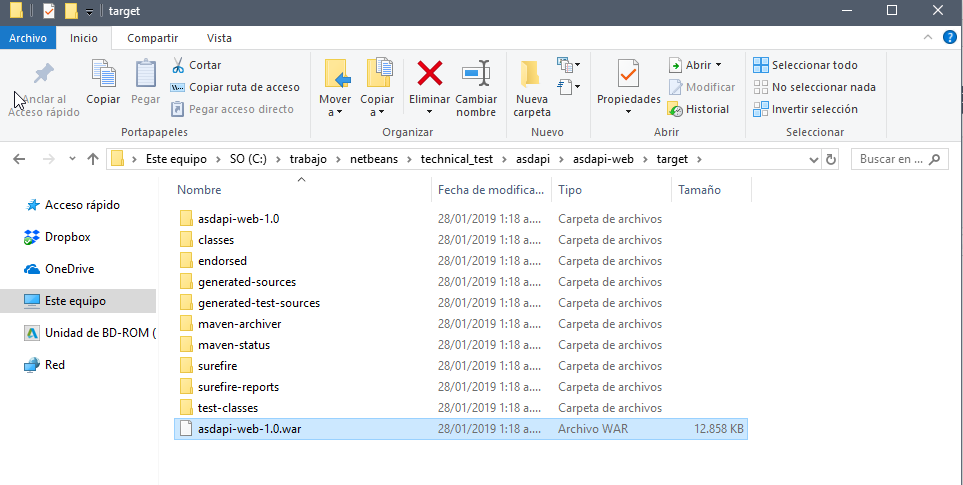 target
Archivo Inicio Compartir Vista
Anclar al Acceso rápido
Copiar
Pegar
Cortar
Copiar ruta de acceso
Pegar acceso directo
Portapapeles
Mover a
Copiar a
Eliminar
Cambiar nombre
Organizar
Nueva carpeta
Nuevo
Propiedades
Abrir
Modificar
Historial
Abrir
Seleccionar todo
No seleccionar nada
Invertir selección
Seleccionar
Este equipo > SO (C:) > trabajo > netbeans > technical_test > asdapi > asdapi-web > target >
Buscar en ...
Acceso rápido
Dropbox
OneDrive
Este equipo
Unidad de BD-ROM (
Red
Nombre Fecha de modifica... Tipo Tamaño
asdapi-web-1.0 28/01/2019 1:18 a.... Carpeta de archivos
classes 28/01/2019 1:18 a.... Carpeta de archivos
endorsed 28/01/2019 1:18 a.... Carpeta de archivos
generated-sources 28/01/2019 1:18 a.... Carpeta de archivos
generated-test-sources 28/01/2019 1:18 a.... Carpeta de archivos
maven-archiver 28/01/2019 1:18 a.... Carpeta de archivos
maven-status 28/01/2019 1:18 a.... Carpeta de archivos
surefire 28/01/2019 1:18 a.... Carpeta de archivos
surefire-reports 28/01/2019 1:18 a.... Carpeta de archivos
test-classes 28/01/2019 1:18 a.... Carpeta de archivos
asdapi-web-1.0.war 28/01/2019 1:18 a.... Archivo WAR 12.858 KB